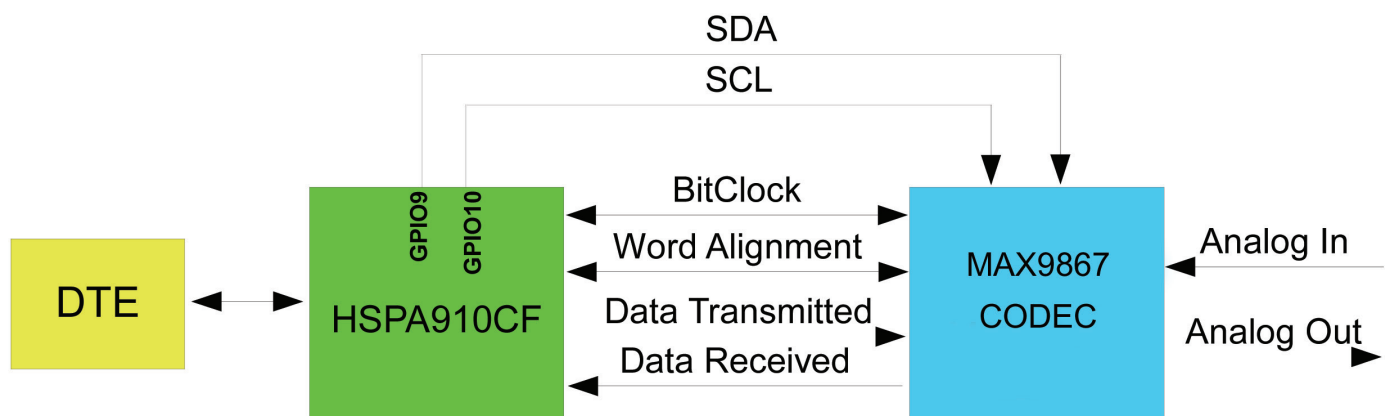 SDA
SCL
GPIO9
GPIO10
BitClock
Word Alignment
Data Transmitted
Data Received
DTE
HSPA910CF
MAX9867
CODEC
Analog In
Analog Out